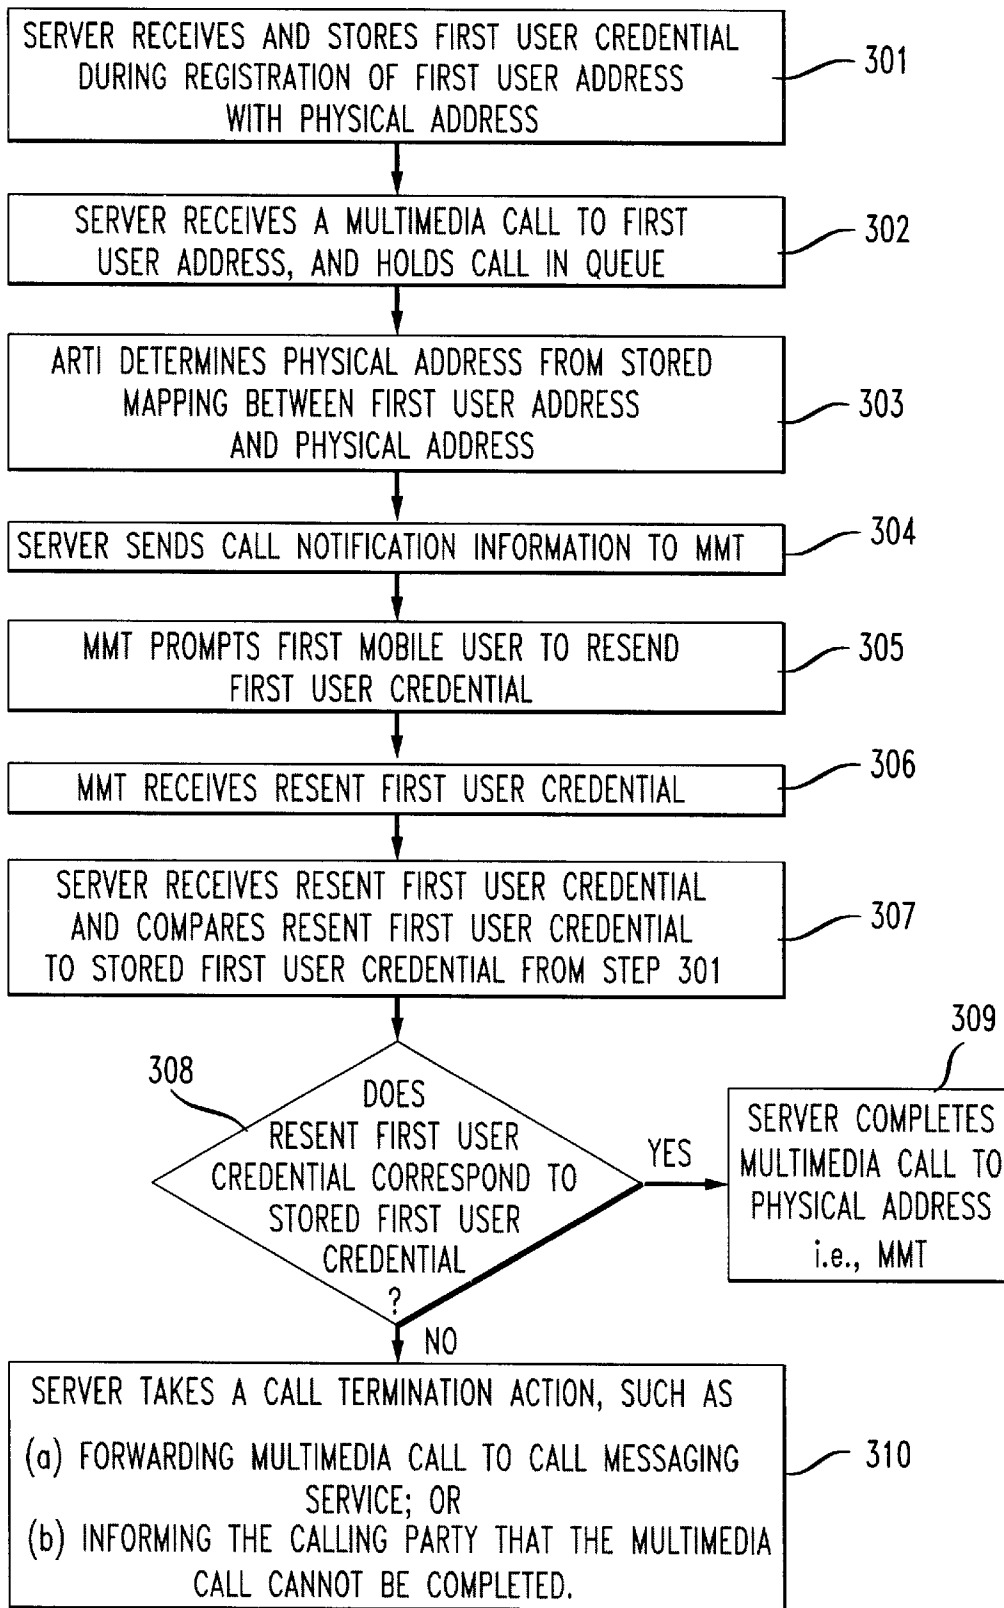 SERVER RECEIVES AND STORES FIRST USER CREDENTIAL
DURING REGISTRATION OF FIRST USER ADDRESS
WITH PHYSICAL ADDRESS
301
SERVER RECEIVES A MULTIMEDIA CALL TO FIRST
USER ADDRESS, AND HOLDS CALL IN QUEUE
302
ARTI DETERMINES PHYSICAL ADDRESS FROM STORED
MAPPING BETWEEN FIRST USER ADDRESS
AND PHYSICAL ADDRESS
303
SERVER SENDS CALL NOTIFICATION INFORMATION TO MMT
304
MMT PROMPTS FIRST MOBILE USER TO RESEND
FIRST USER CREDENTIAL
305
MMT RECEIVES RESENT FIRST USER CREDENTIAL
306
SERVER RECEIVES RESENT FIRST USER CREDENTIAL
AND COMPARES RESENT FIRST USER CREDENTIAL
TO STORED FIRST USER CREDENTIAL FROM STEP 301
307
308
DOES
RESENT FIRST USER
CREDENTIAL CORRESPOND TO
STORED FIRST USER
CREDENTIAL
?
YES
309
SERVER COMPLETES
MULTIMEDIA CALL TO
PHYSICAL ADDRESS
i.e., MMT
NO
SERVER TAKES A CALL TERMINATION ACTION, SUCH AS
(a) FORWARDING MULTIMEDIA CALL TO CALL MESSAGING
SERVICE; OR
(b) INFORMING THE CALLING PARTY THAT THE MULTIMEDIA
CALL CANNOT BE COMPLETED.
310